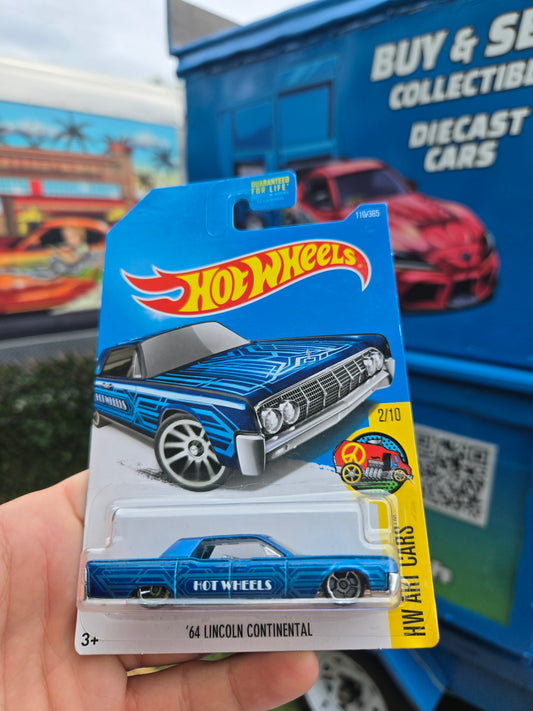 BUY & SE
COLLECTIBL
DIECAST
CARS
GUARANTEED
FOR LIFE
110/365
HOT WHEELS
HOT WHEELS
2/10
HW ART CARS
HOT WHEELS
'64 LINCOLN CONTINENTAL
3+